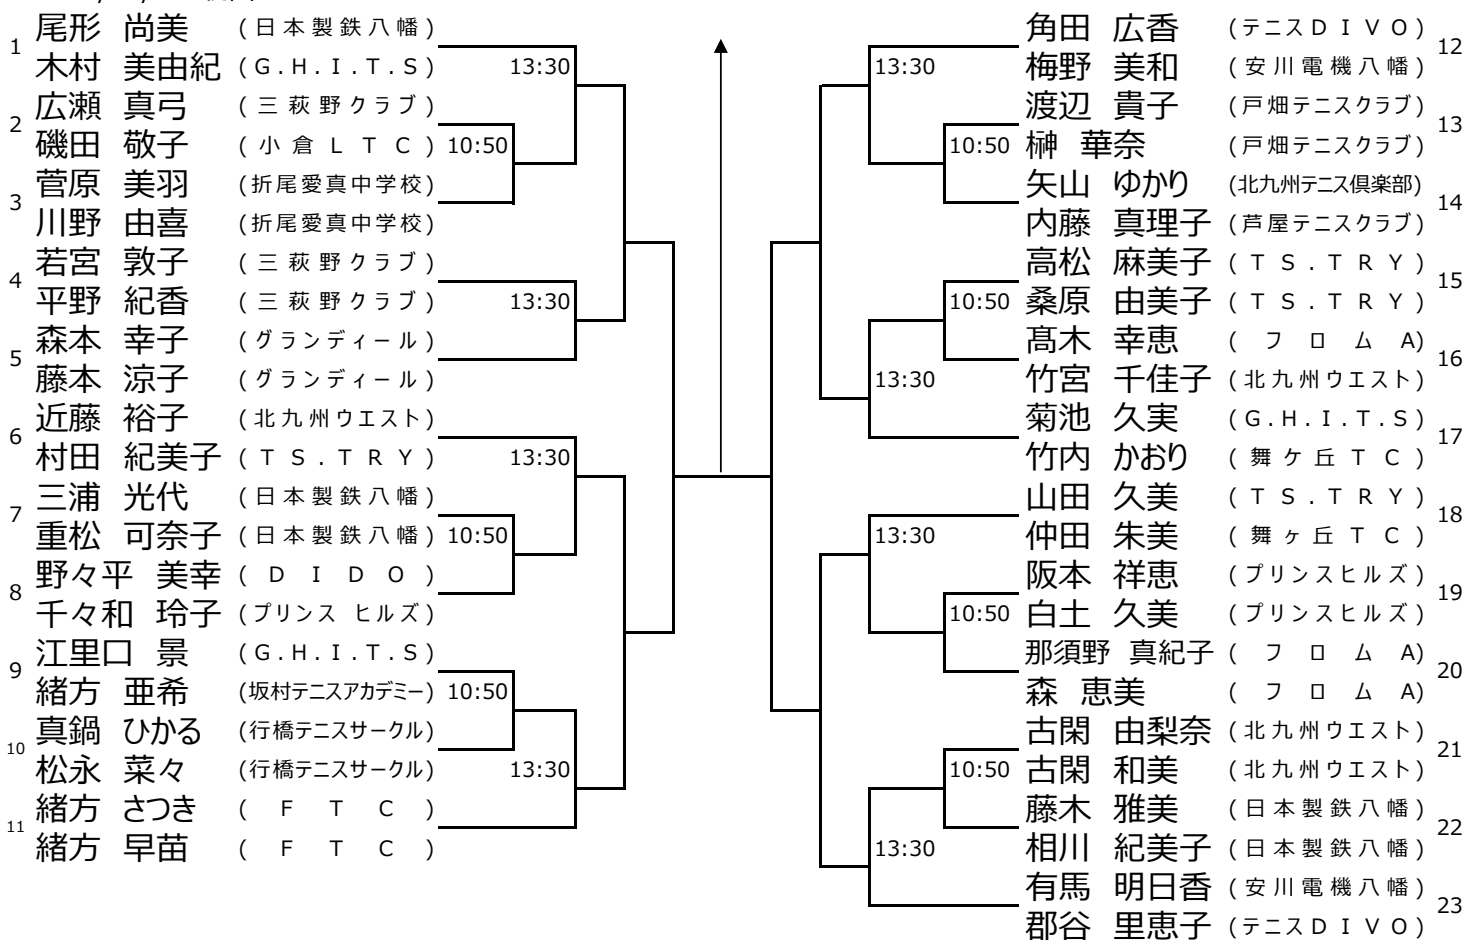 尾形 尚美 (日本製鉄八幡)
1
木村 美由紀 (G.H.I.T.S) 13:30
広瀬 真弓 (三萩野クラブ)
2
磯田 敬子 (小倉LTC) 10:50
菅原 美羽 (折尾愛真中学校)
3
川野 由喜 (折尾愛真中学校)
若宮 敦子 (三萩野クラブ)
4
平野 紀香 (三萩野クラブ) 13:30
森本 幸子 (グランディール)
5
藤本 涼子 (グランディール)
近藤 裕子 (北九州ウエスト)
6
村田 紀美子 (TS.TRY) 13:30
三浦 光代 (日本製鉄八幡)
7
重松 可奈子 (日本製鉄八幡) 10:50
野々平 美幸 (DIDO)
8
千々和 玲子 (プリンス ヒルズ)
江里口 景 (G.H.I.T.S)
9
緒方 亜希 (坂村テニスアカデミー) 10:50
真鍋 ひかる (行橋テニスサークル)
10
松永 菜々 (行橋テニスサークル) 13:30
緒方 さつき (FTC)
11
緒方 早苗 (FTC)
角田 広香 (テニスDIVO)
12
13:30 梅野 美和 (安川電機八幡)
渡辺 貴子 (戸畑テニスクラブ)
13
10:50 榊 華奈 (戸畑テニスクラブ)
矢山 ゆかり (北九州テニス倶楽部)
14
内藤 真理子 (芦屋テニスクラブ)
高松 麻美子 (TS.TRY)
15
10:50 桑原 由美子 (TS.TRY)
髙木 幸恵 (フロムA)
16
13:30 竹宮 千佳子 (北九州ウエスト)
菊池 久実 (G.H.I.T.S)
17
竹内 かおり (舞ケ丘TC)
山田 久美 (TS.TRY)
18
13:30 仲田 朱美 (舞ヶ丘TC)
阪本 祥恵 (プリンスヒルズ)
19
10:50 白土 久美 (プリンスヒルズ)
那須野 真紀子 (フロムA)
20
森 恵美 (フロムA)
古閑 由梨奈 (北九州ウエスト)
21
10:50 古閑 和美 (北九州ウエスト)
藤木 雅美 (日本製鉄八幡)
22
13:30 相川 紀美子 (日本製鉄八幡)
有馬 明日香 (安川電機八幡)
23
郡谷 里恵子 (テニスDIVO)